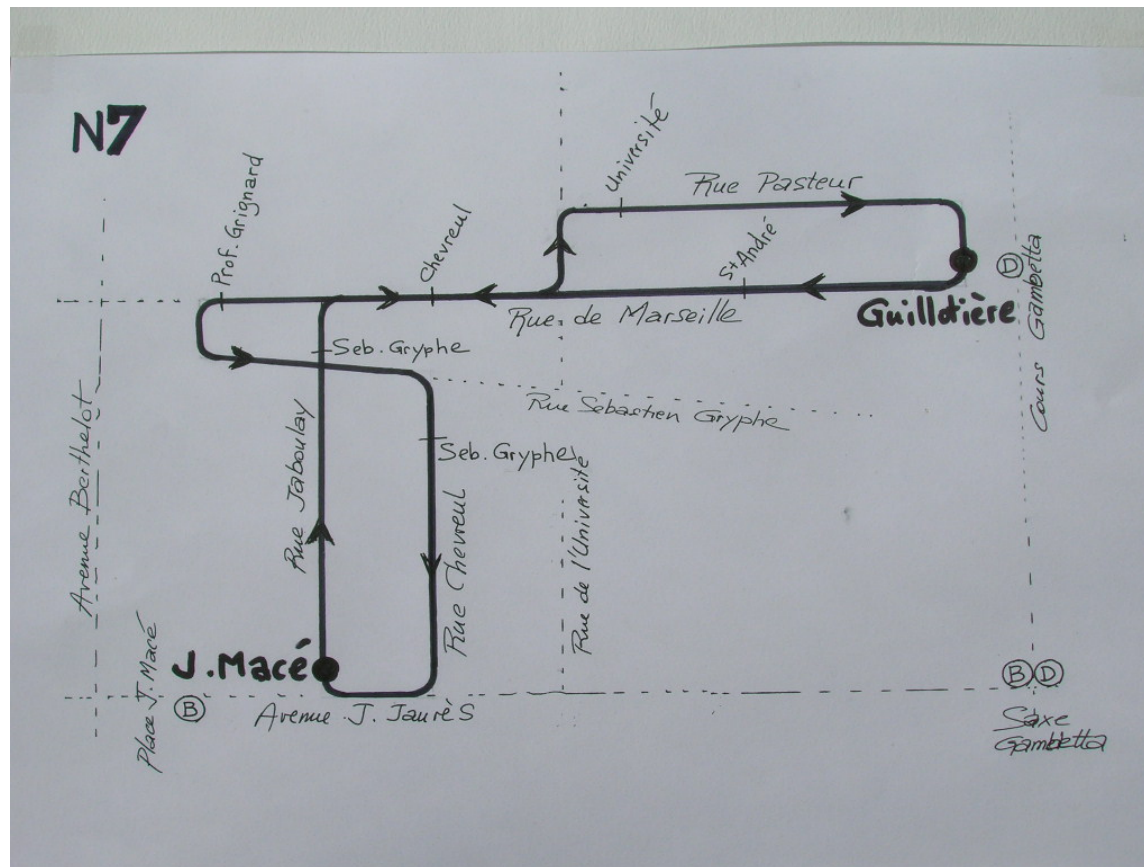 N7
Université
Rue Pasteur
Prof. Grignard
Chevreul
St André
D
Cours Gambetta
Rue de Marseille
Guillotière
Seb. Gryphe
Rue Sébastien Gryphe
Avenue Berthelot
Rue Jaboulay
Seb. Gryphe
Rue Chevreul
Rue de l'Université
Place J. Macé
J. Macé
B
Avenue J. Jaurès
B D
Saxe
Gambetta